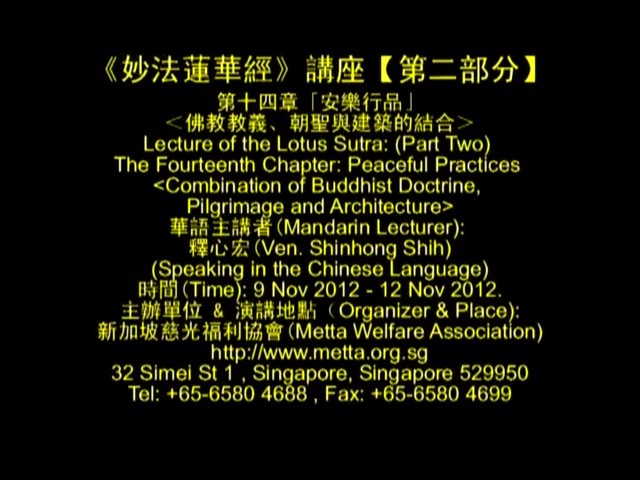 《妙法蓮華經》講座【第二部分】
第十四章「安樂行品」
＜佛教教義、朝聖與建築的結合＞
Lecture of the Lotus Sutra: (Part Two)
The Fourteenth Chapter: Peaceful Practices
<Combination of Buddhist Doctrine,
Pilgrimage and Architecture>
華語主講者(Mandarin Lecturer):
釋心宏(Ven. Shinhong Shih)
(Speaking in the Chinese Language)
時間(Time): 9 Nov 2012 - 12 Nov 2012.
主辦單位 & 演講地點（Organizer & Place):
新加坡慈光福利協會(Metta Welfare Association)
http://www.metta.org.sg
32 Simei St 1 , Singapore, Singapore 529950
Tel: +65-6580 4688 , Fax: +65-6580 4699